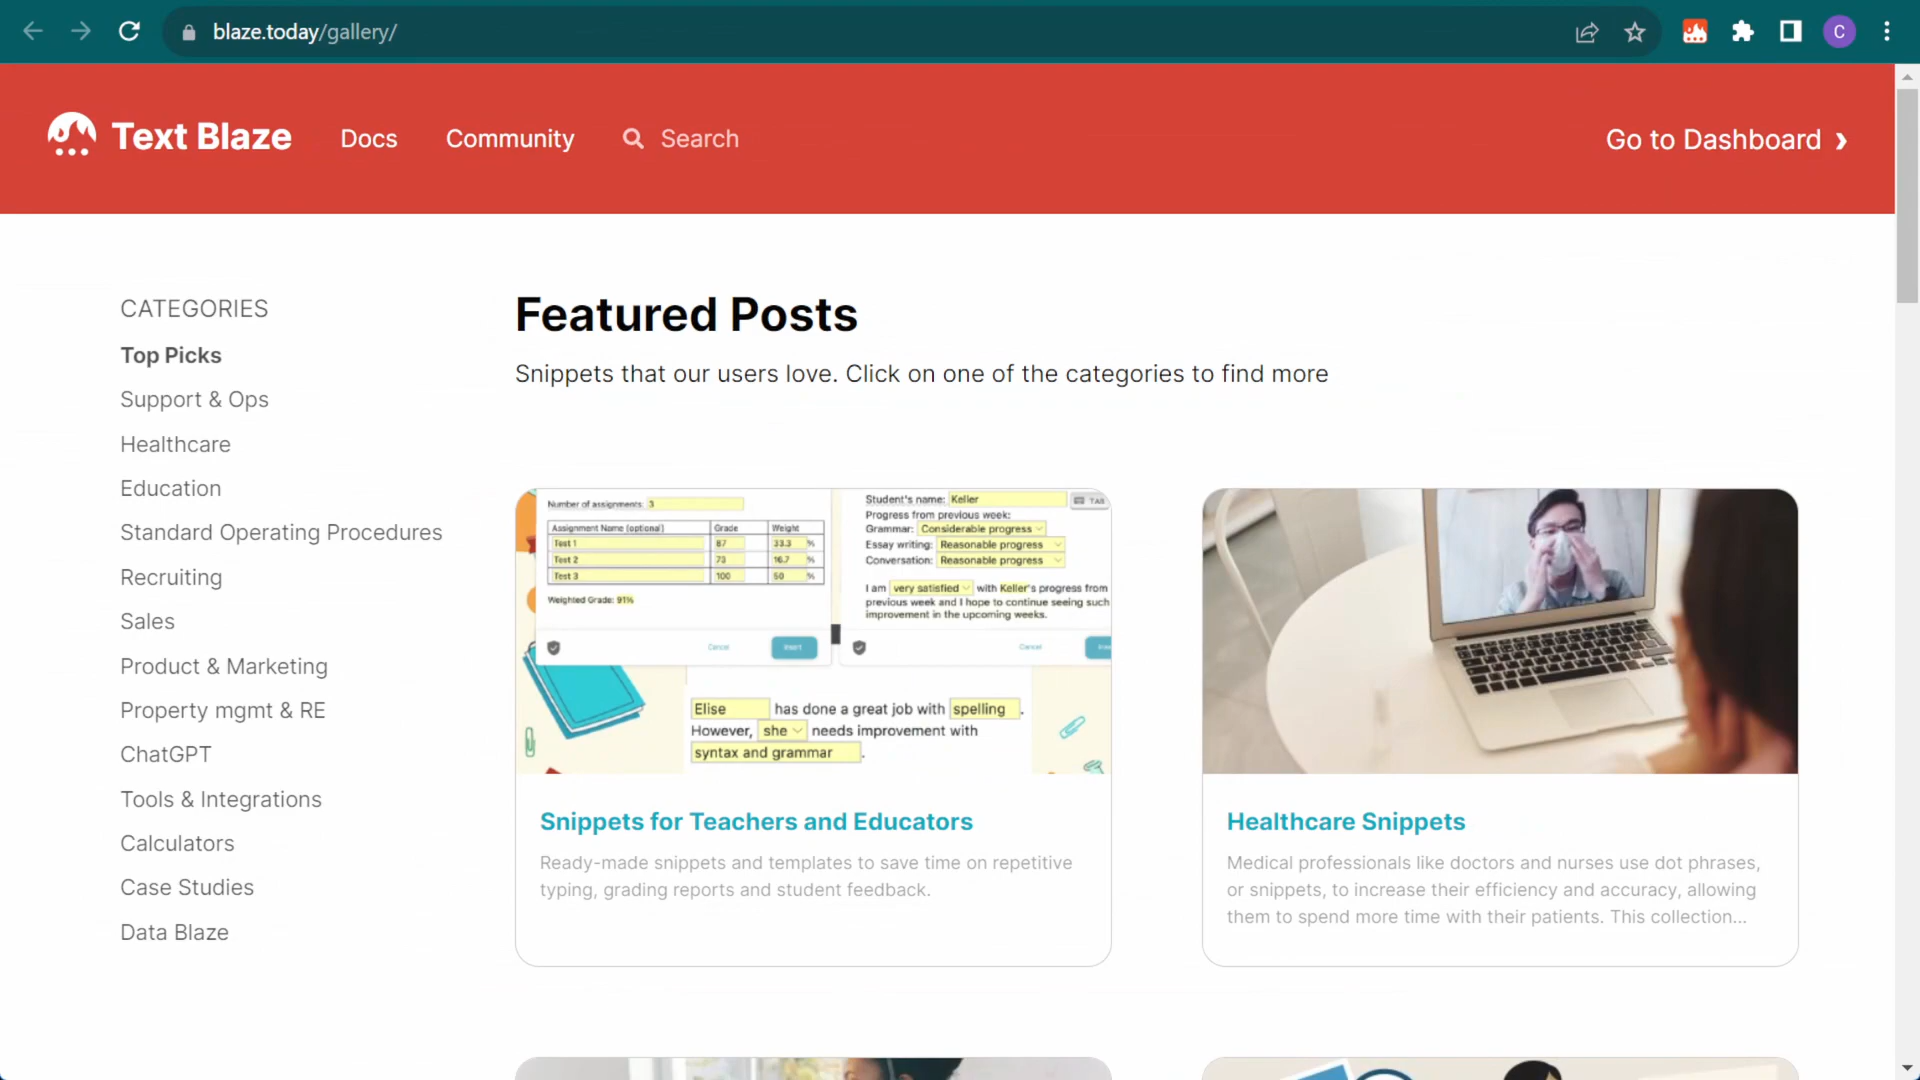 blaze.today/gallery/
C
Text Blaze
Docs
Community
Search
Go to Dashboard
CATEGORIES
Top Picks
Support & Ops
Healthcare
Education
Standard Operating Procedures
Recruiting
Sales
Product & Marketing
Property mgmt & RE
ChatGPT
Tools & Integrations
Calculators
Case Studies
Data Blaze
Featured Posts
Snippets that our users love. Click on one of the categories to find more
Number of assignments: 3
Assignment Name (optional) Grade Weight
Test 1 87 33.3 %
Test 2 73 16.7 %
Test 3 100 50 %
Weighted Grade: 91%
Cancel Insert
Student's name: Keller
TAB
Progress from previous week:
Grammar: Considerable progress
Essay writing: Reasonable progress
Conversation: Reasonable progress
I am very satisfied with Keller's progress from
previous week and I hope to continue seeing such
improvement in the upcoming weeks.
Cancel
Elise has done a great job with spelling .
However, she needs improvement with
syntax and grammar .
Snippets for Teachers and Educators
Ready-made snippets and templates to save time on repetitive
typing, grading reports and student feedback.
Healthcare Snippets
Medical professionals like doctors and nurses use dot phrases,
or snippets, to increase their efficiency and accuracy, allowing
them to spend more time with their patients. This collection...